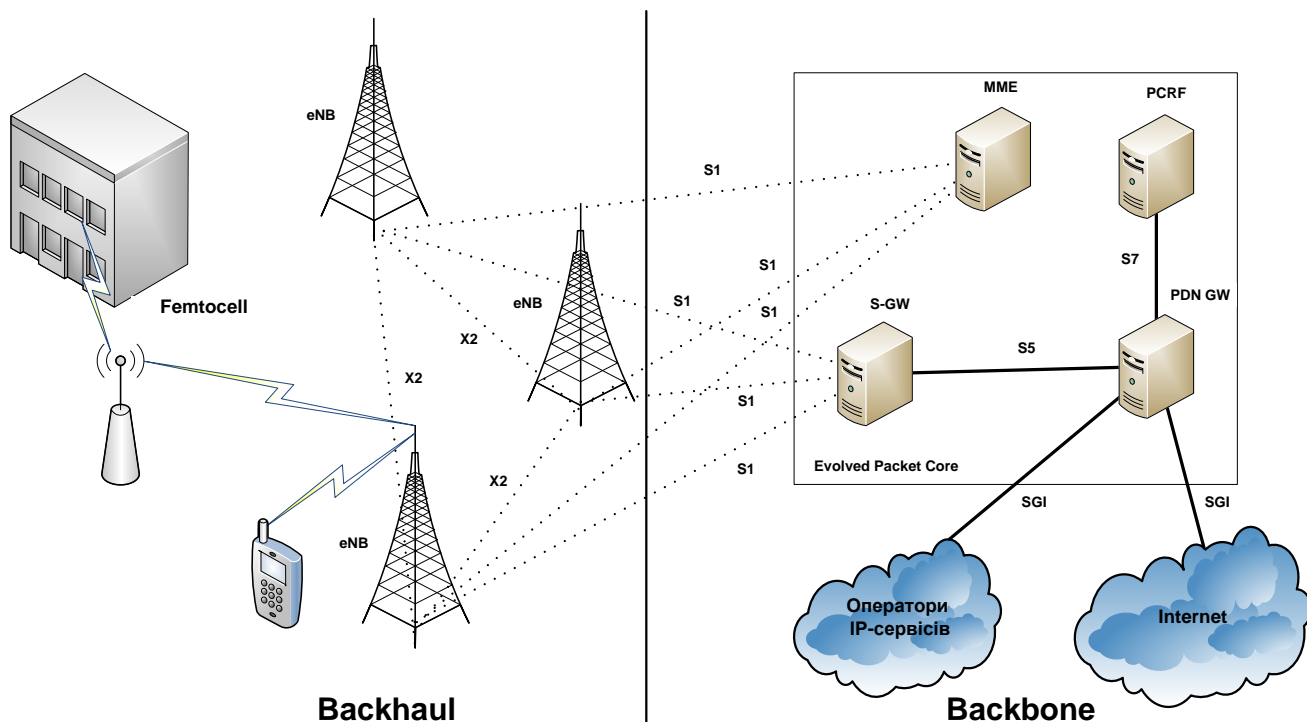 eNB
MME
PCRF
S1
S7
Femtocell
eNB
S1
S1
S1
S-GW
PDN GW
X2
X2
S5
S1
X2
S1
Evolved Packet Core
SGI
SGI
eNB
Оператори
IP-сервісів
Internet
Backhaul
Backbone